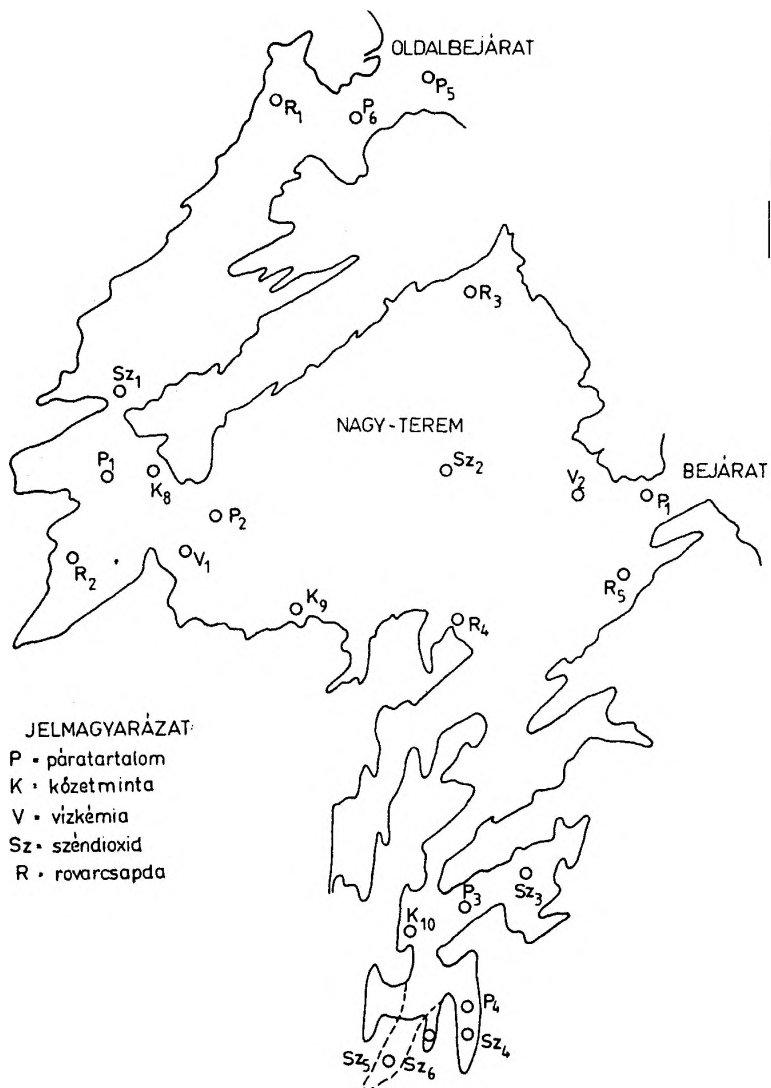 OLDALBEJÁRAT
P5
R1
P6
R3
Sz1
NAGY-TEREM
Sz2
BEJÁRAT
P1
K8
V2
P1
P2
V1
R2
R5
K9
R4
JELMAGYARÁZAT:
P = páratartalom
K = kőzetminta
V = vízkémia
Sz = széndioxid
R = rovarcsapda
Sz3
P3
K10
P4
Sz4
Sz5
Sz6